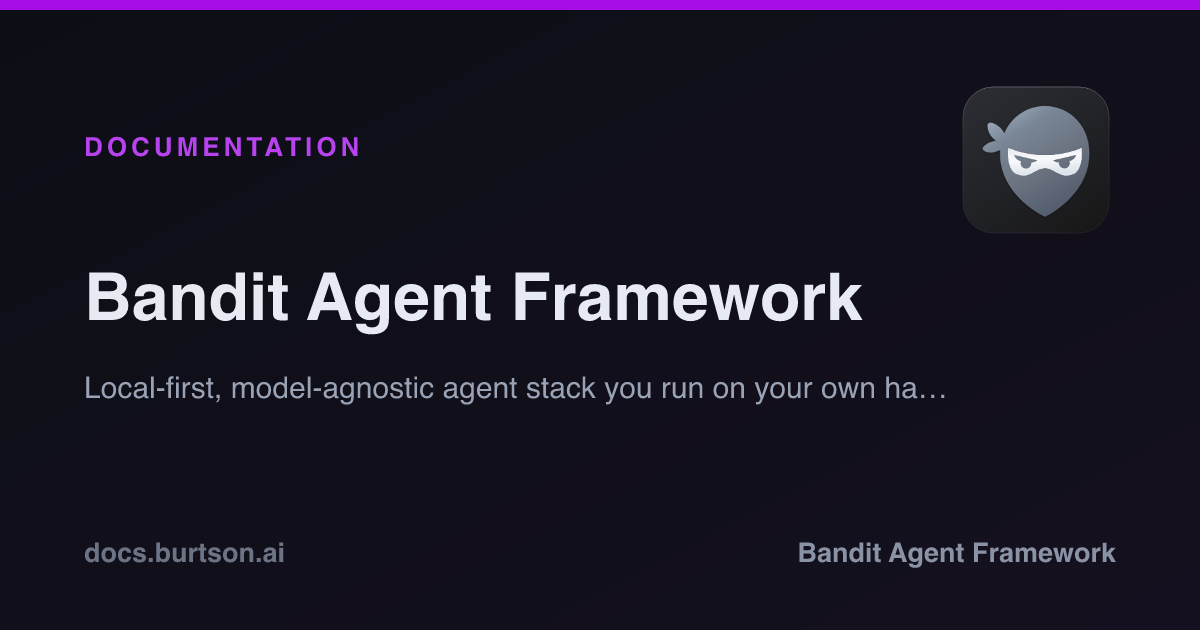 DOCUMENTATION
Bandit Agent Framework
Local-first, model-agnostic agent stack you run on your own ha…
docs.burtson.ai
Bandit Agent Framework